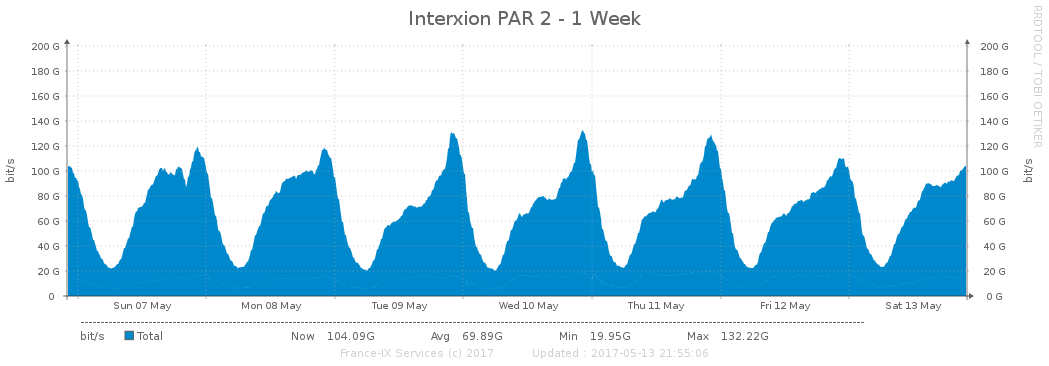 Interxion PAR 2 - 1 Week
RRDTOOL / TOBI OETIKER
bit/s
200 G 200 G
180 G 180 G
160 G 160 G
140 G 140 G
120 G 120 G
100 G 100 G
80 G 80 G
60 G 60 G
40 G 40 G
20 G 20 G
0 0 G
bit/s
Sun 07 May Mon 08 May Tue 09 May Wed 10 May Thu 11 May Fri 12 May Sat 13 May
bit/s Total Now 104.09G Avg 69.89G Min 19.95G Max 132.22G
France-IX Services (c) 2017 Updated : 2017-05-13 21:55:06